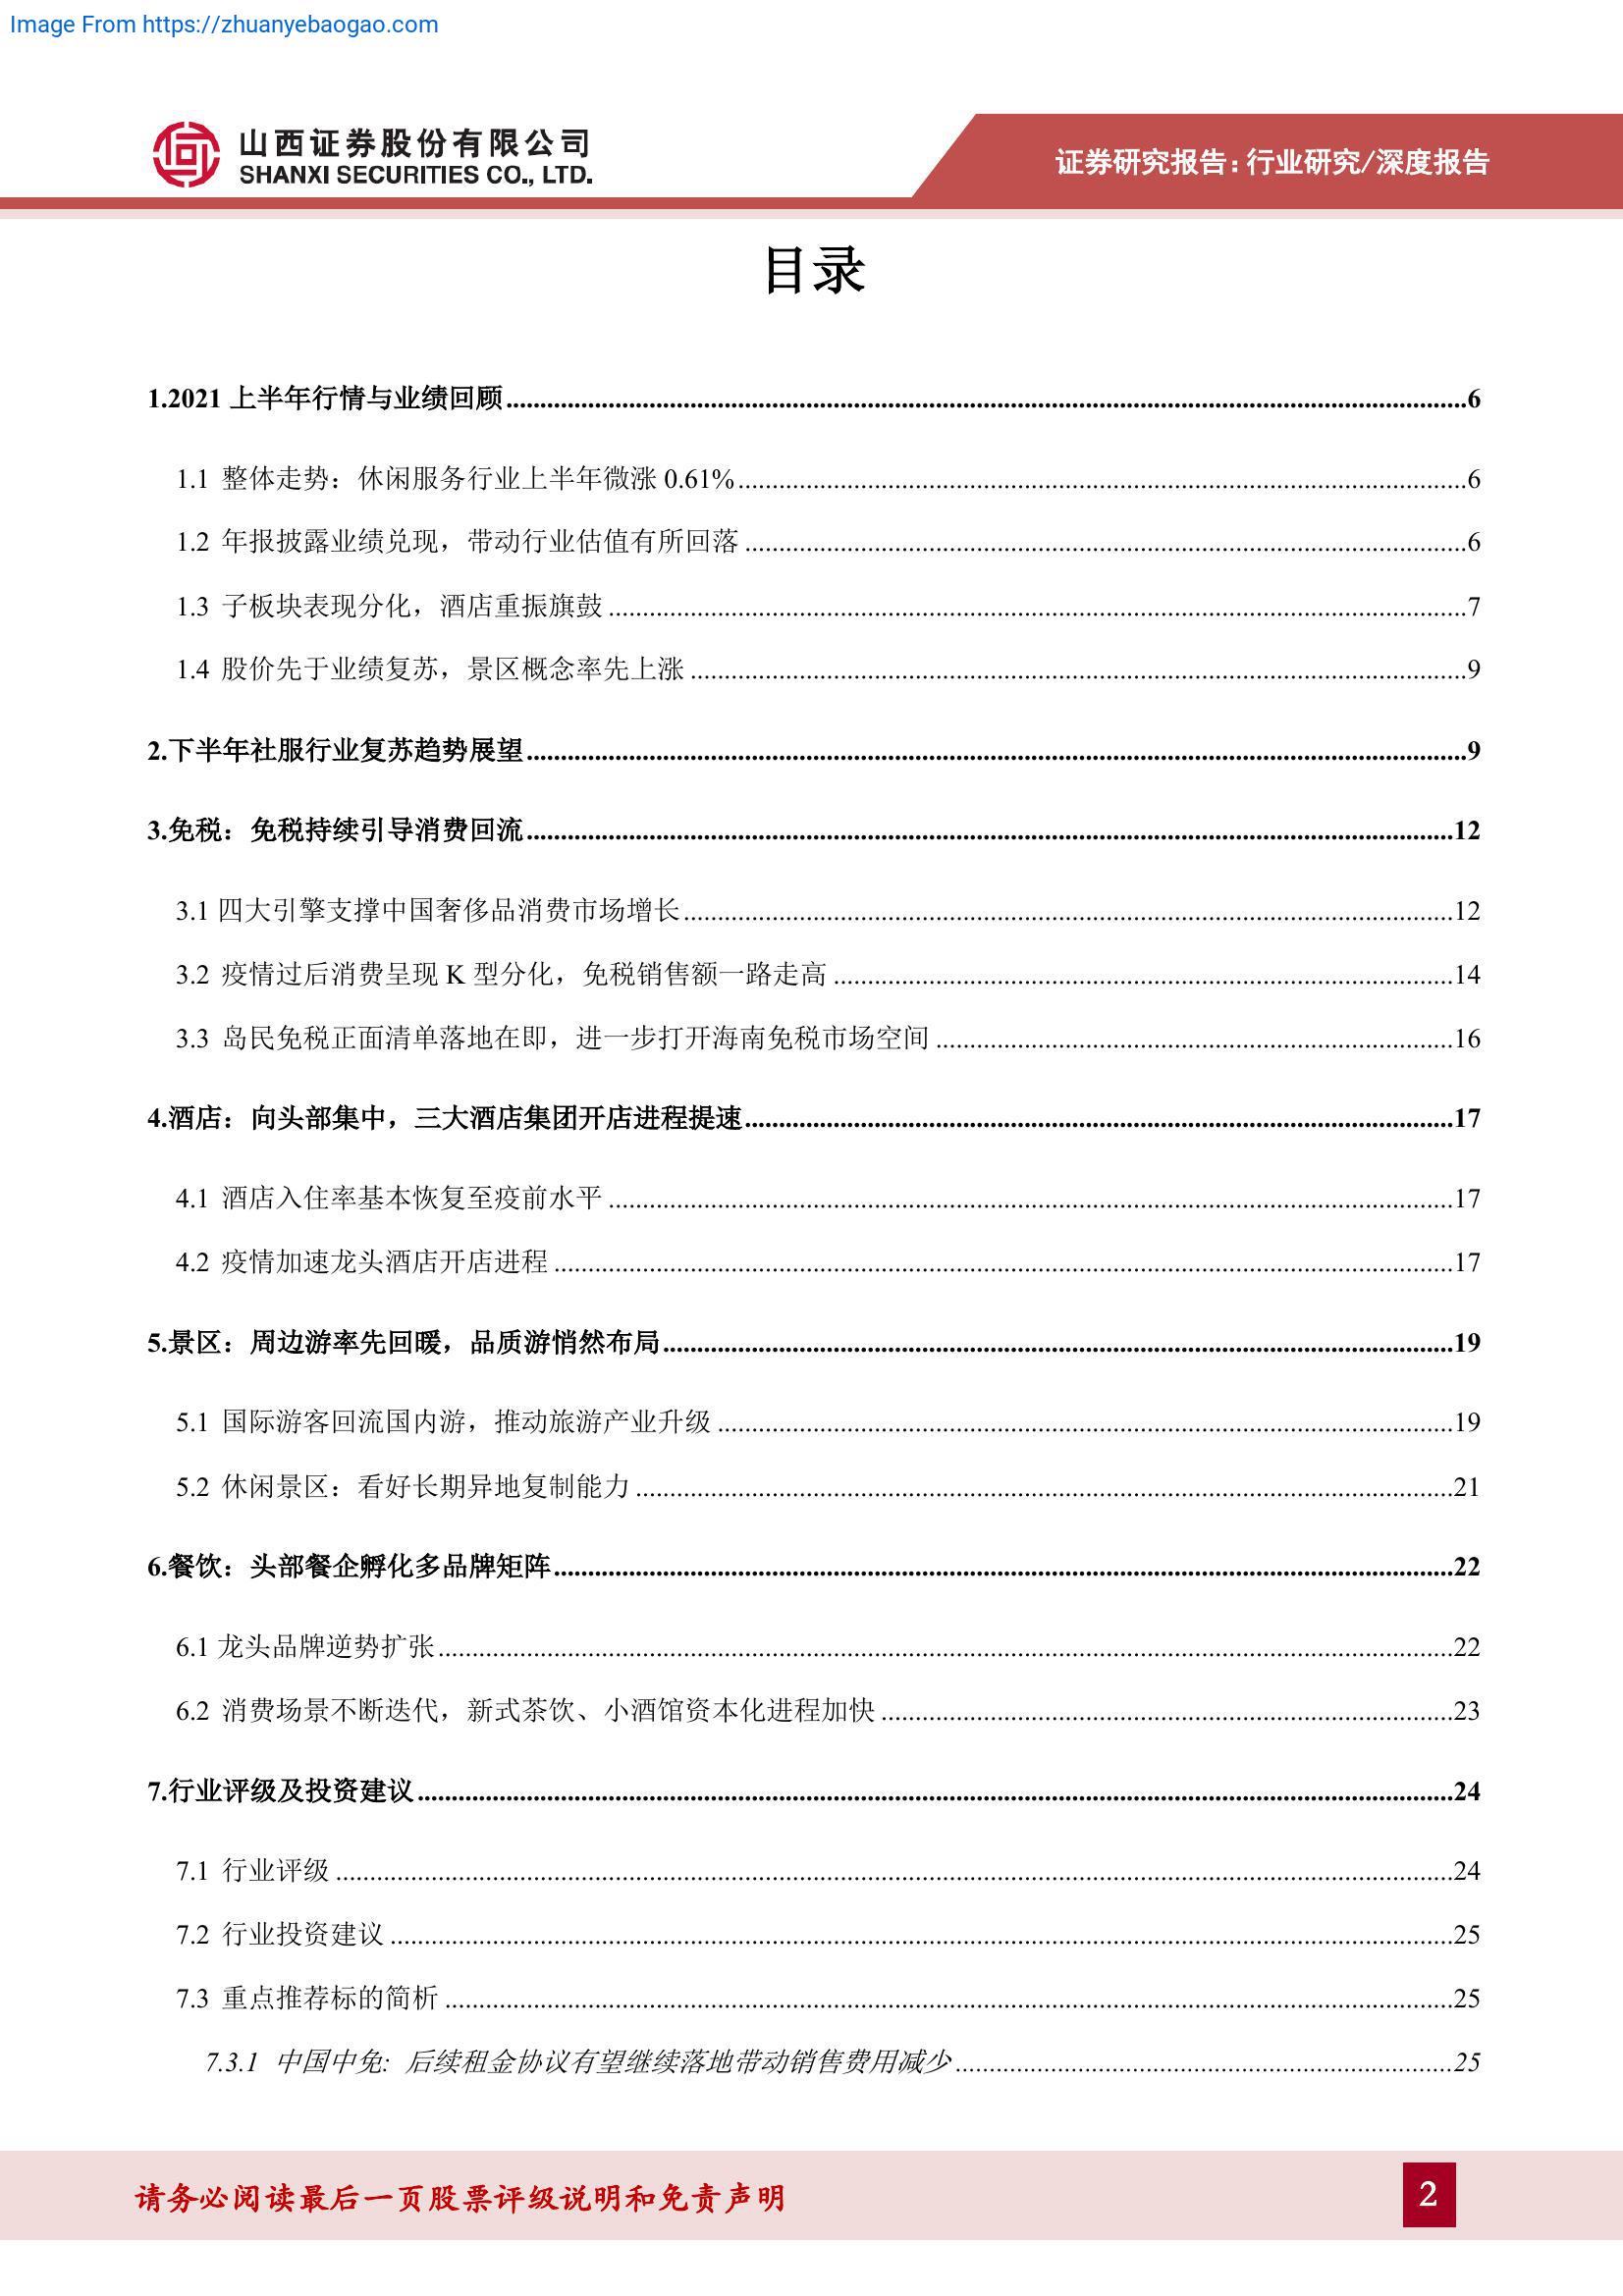 Image From https://zhuanyebaogao.com
山西证券股份有限公司
SHANXI SECURITIES CO., LTD.
证券研究报告:行业研究/深度报告
目录
1.2021 上半年行情与业绩回顾......6
1.1 整体走势：休闲服务行业上半年微涨 0.61%......6
1.2 年报披露业绩兑现，带动行业估值有所回落......6
1.3 子板块表现分化，酒店重振旗鼓......7
1.4 股价先于业绩复苏，景区概念率先上涨......9
2.下半年社服行业复苏趋势展望......9
3.免税：免税持续引导消费回流......12
3.1 四大引擎支撑中国奢侈品消费市场增长......12
3.2 疫情过后消费呈现 K 型分化，免税销售额一路走高......14
3.3 岛民免税正面清单落地在即，进一步打开海南免税市场空间......16
4.酒店：向头部集中，三大酒店集团开店进程提速......17
4.1 酒店入住率基本恢复至疫前水平......17
4.2 疫情加速龙头酒店开店进程......17
5.景区：周边游率先回暖，品质游悄然布局......19
5.1 国际游客回流国内游，推动旅游产业升级......19
5.2 休闲景区：看好长期异地复制能力......21
6.餐饮：头部餐企孵化多品牌矩阵......22
6.1 龙头品牌逆势扩张......22
6.2 消费场景不断迭代，新式茶饮、小酒馆资本化进程加快......23
7.行业评级及投资建议......24
7.1 行业评级......24
7.2 行业投资建议......25
7.3 重点推荐标的简析......25
7.3.1 中国中免：后续租金协议有望继续落地带动销售费用减少......25
请务必阅读最后一页股票评级说明和免责声明
2